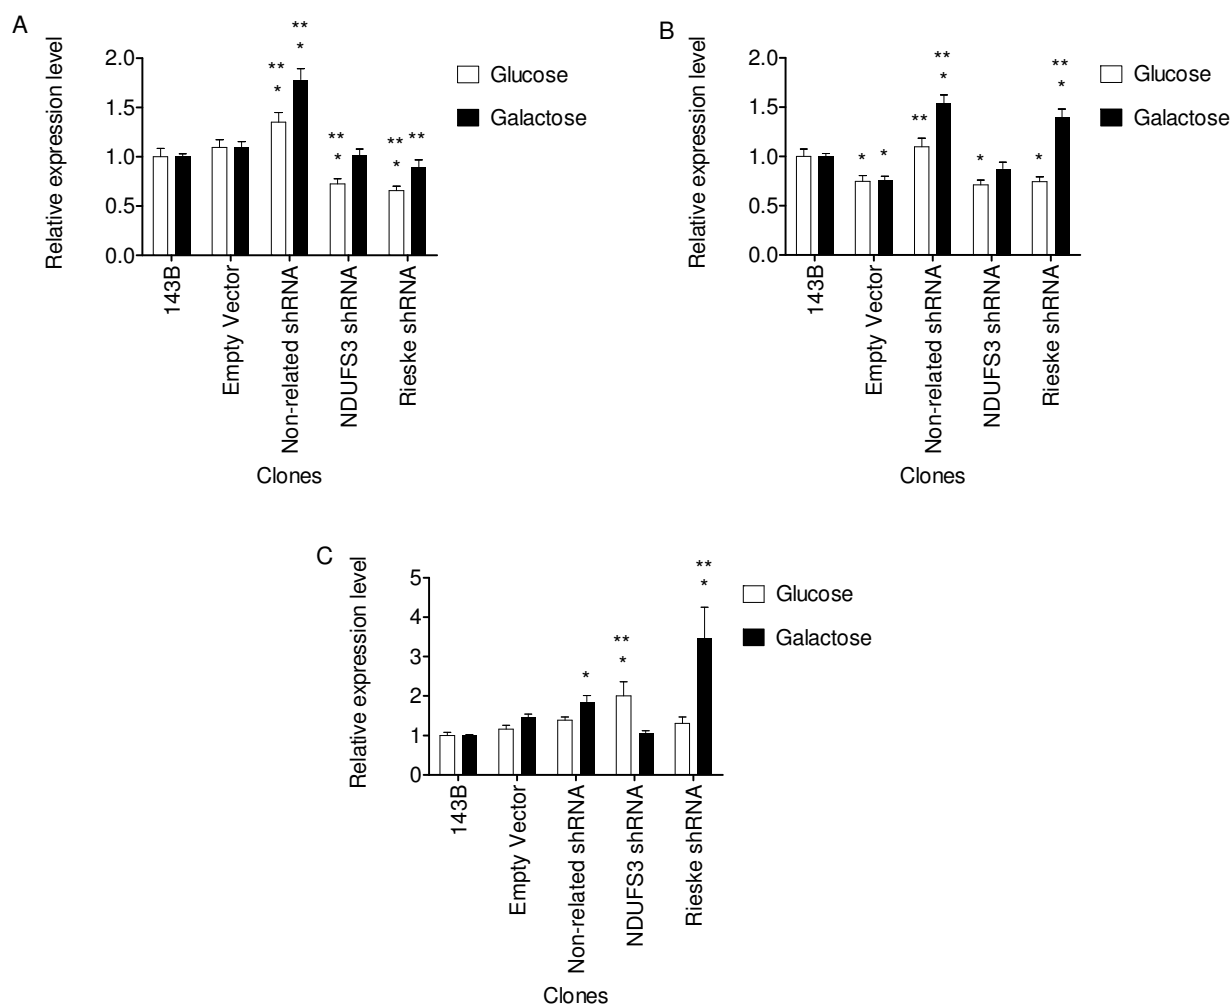 A
Relative expression level
2.0
1.5
1.0
0.5
0.0
** 
*
**
*
**
*
**
*
**
Glucose
Galactose
143B
Empty Vector
Non-related shRNA
NDUFS3 shRNA
Rieske shRNA
Clones
B
Relative expression level
2.0
1.5
1.0
0.5
0.0
*
*
**
**
*
*
*
**
*
Glucose
Galactose
143B
Empty Vector
Non-related shRNA
NDUFS3 shRNA
Rieske shRNA
Clones
C
Relative expression level
5
4
3
2
1
0
*
**
*
**
*
Glucose
Galactose
143B
Empty Vector
Non-related shRNA
NDUFS3 shRNA
Rieske shRNA
Clones